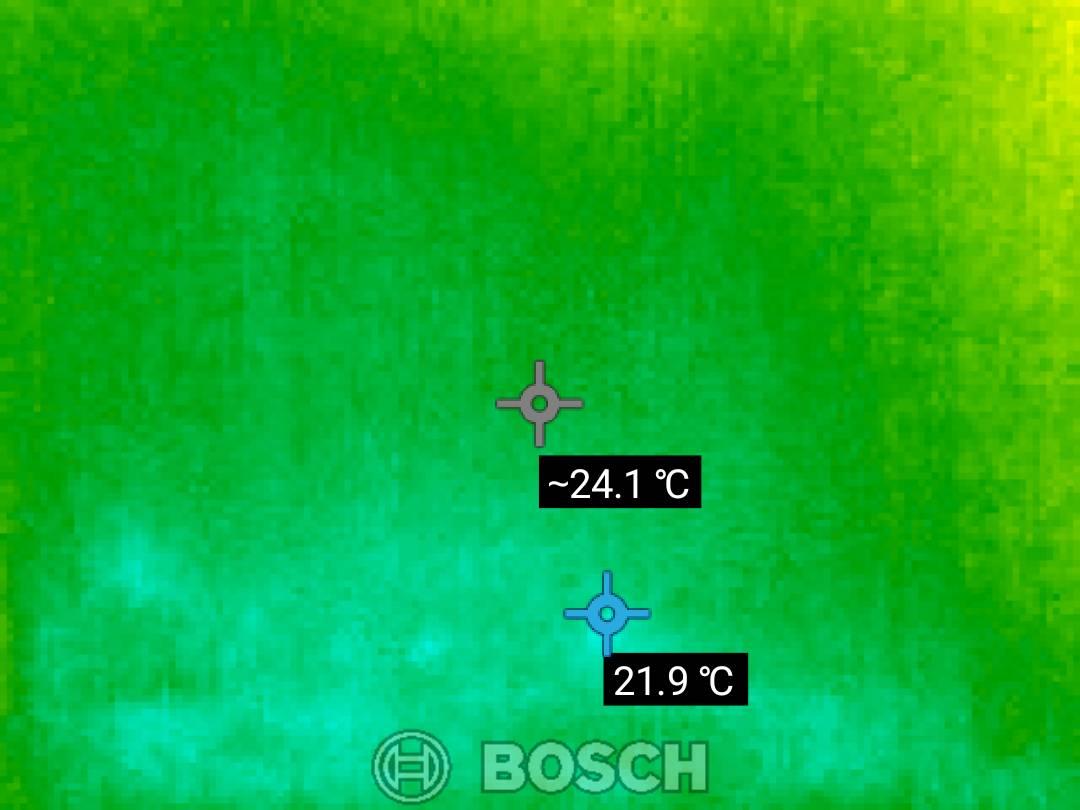 ~24.1 ℃
21.9 ℃
BOSCH